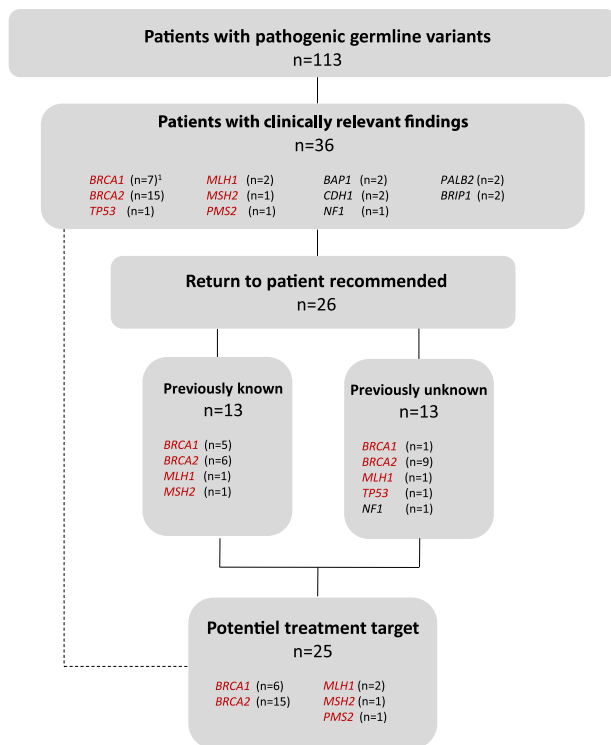 Patients with pathogenic germline variants
n=113
Patients with clinically relevant findings
n=36
BRCA1 (n=7)¹ MLH1 (n=2) BAP1 (n=2) PALB2 (n=2)
BRCA2 (n=15) MSH2 (n=1) CDH1 (n=2) BRIP1 (n=2)
TP53 (n=1) PMS2 (n=1) NF1 (n=1)
Return to patient recommended
n=26
Previously known
n=13
BRCA1 (n=5)
BRCA2 (n=6)
MLH1 (n=1)
MSH2 (n=1)
Previously unknown
n=13
BRCA1 (n=1)
BRCA2 (n=9)
MLH1 (n=1)
TP53 (n=1)
NF1 (n=1)
Potentiel treatment target
n=25
BRCA1 (n=6) MLH1 (n=2)
BRCA2 (n=15) MSH2 (n=1)
PMS2 (n=1)